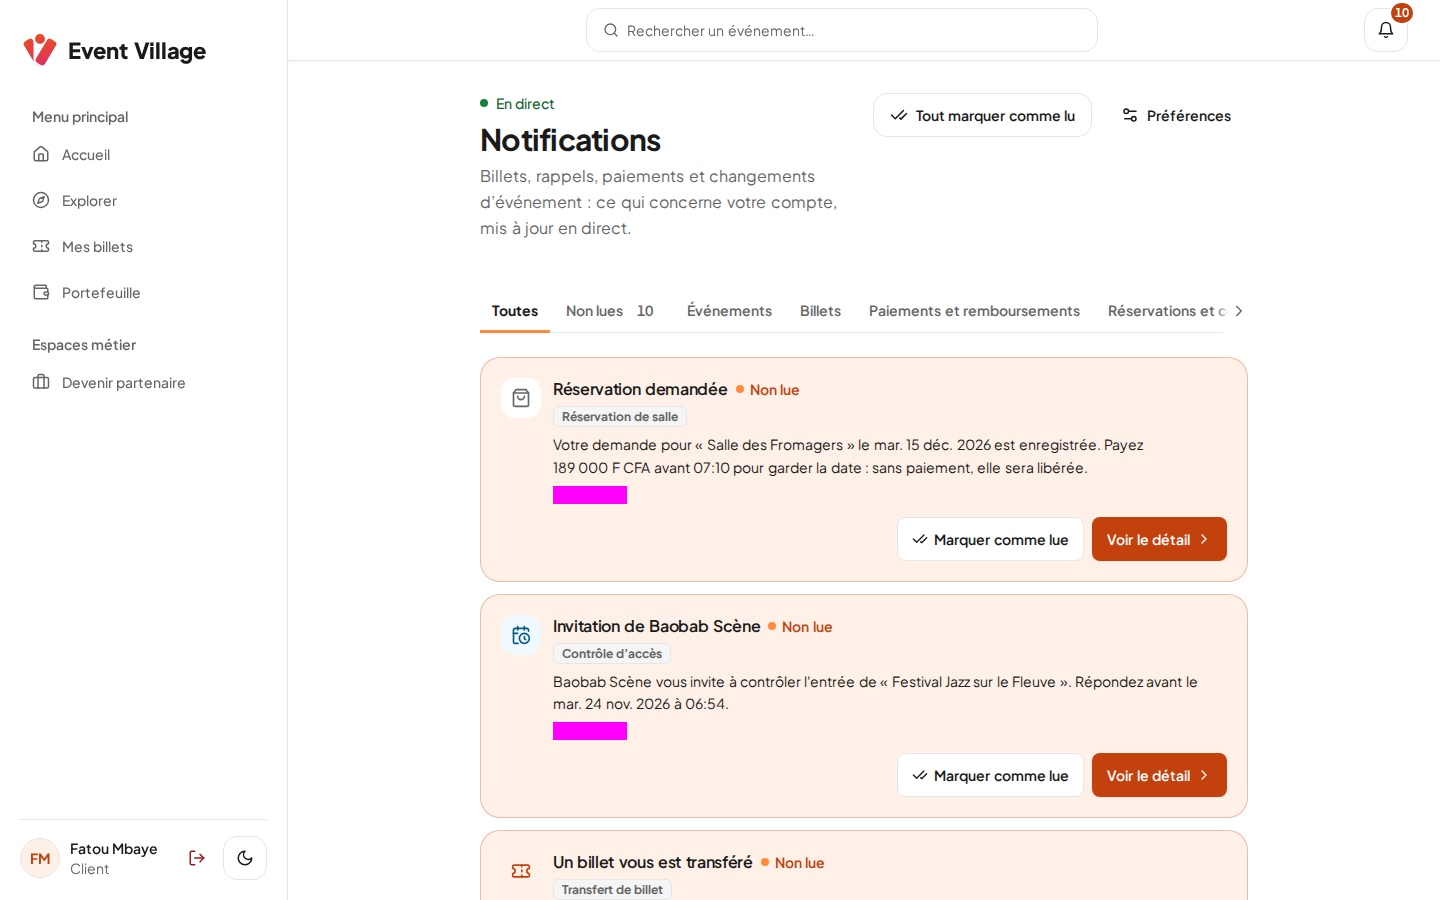 Event Village
Rechercher un événement…
10
Menu principal
Accueil
Explorer
Mes billets
Portefeuille
Espaces métier
Devenir partenaire
FM
Fatou Mbaye
Client
En direct
Notifications
Billets, rappels, paiements et changements
d’événement : ce qui concerne votre compte,
mis à jour en direct.
Tout marquer comme lu
Préférences
Toutes
Non lues 10
Événements
Billets
Paiements et remboursements
Réservations et
Réservation demandée
Non lue
Réservation de salle
Votre demande pour « Salle des Fromagers » le mar. 15 déc. 2026 est enregistrée. Payez
189 000 F CFA avant 07:10 pour garder la date : sans paiement, elle sera libérée.
Marquer comme lue
Voir le détail
Invitation de Baobab Scène
Non lue
Contrôle d’accès
Baobab Scène vous invite à contrôler l'entrée de « Festival Jazz sur le Fleuve ». Répondez avant le
mar. 24 nov. 2026 à 06:54.
Marquer comme lue
Voir le détail
Un billet vous est transféré
Non lue
Transfert de billet